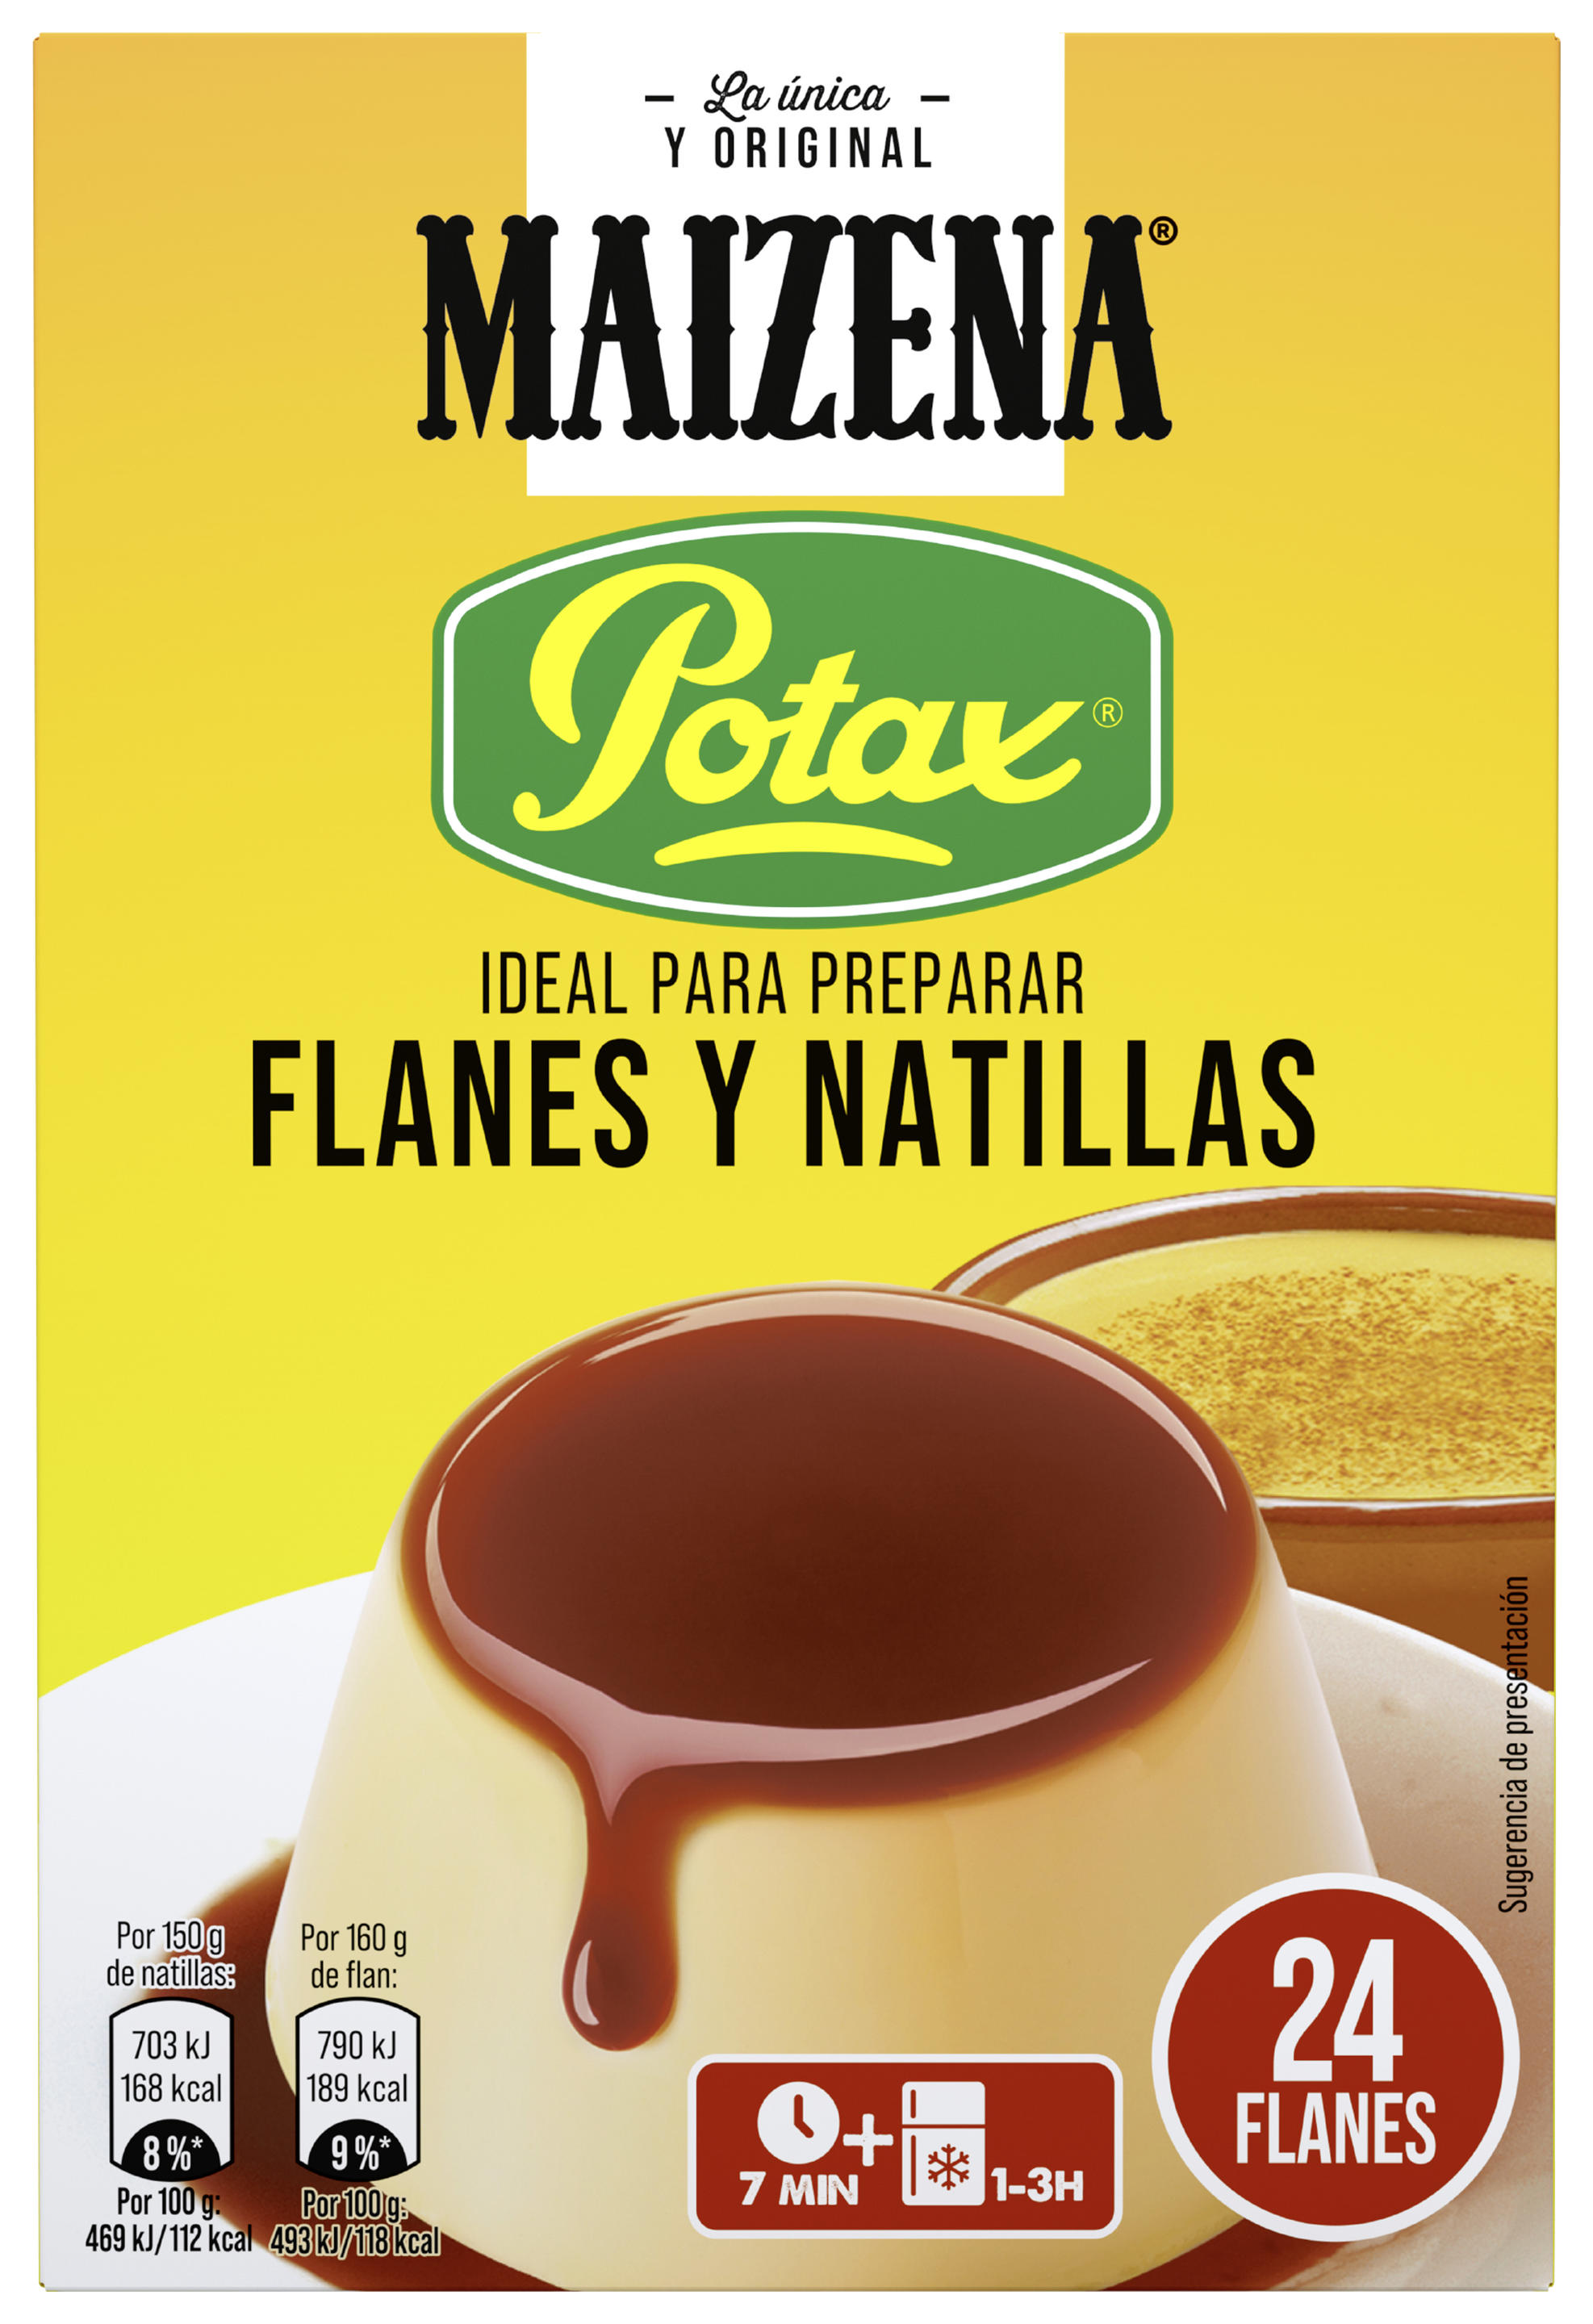 – La única –
Y ORIGINAL
MAIZENA®
Potax®
IDEAL PARA PREPARAR
FLANES Y NATILLAS
Sugerencia de presentación
Por 150 g
de natillas:
703 kJ
168 kcal
8 %*
Por 100 g:
469 kJ/112 kcal
Por 160 g
de flan:
790 kJ
189 kcal
9 %*
Por 100 g:
493 kJ/118 kcal
7 MIN
+
1-3H
24
FLANES